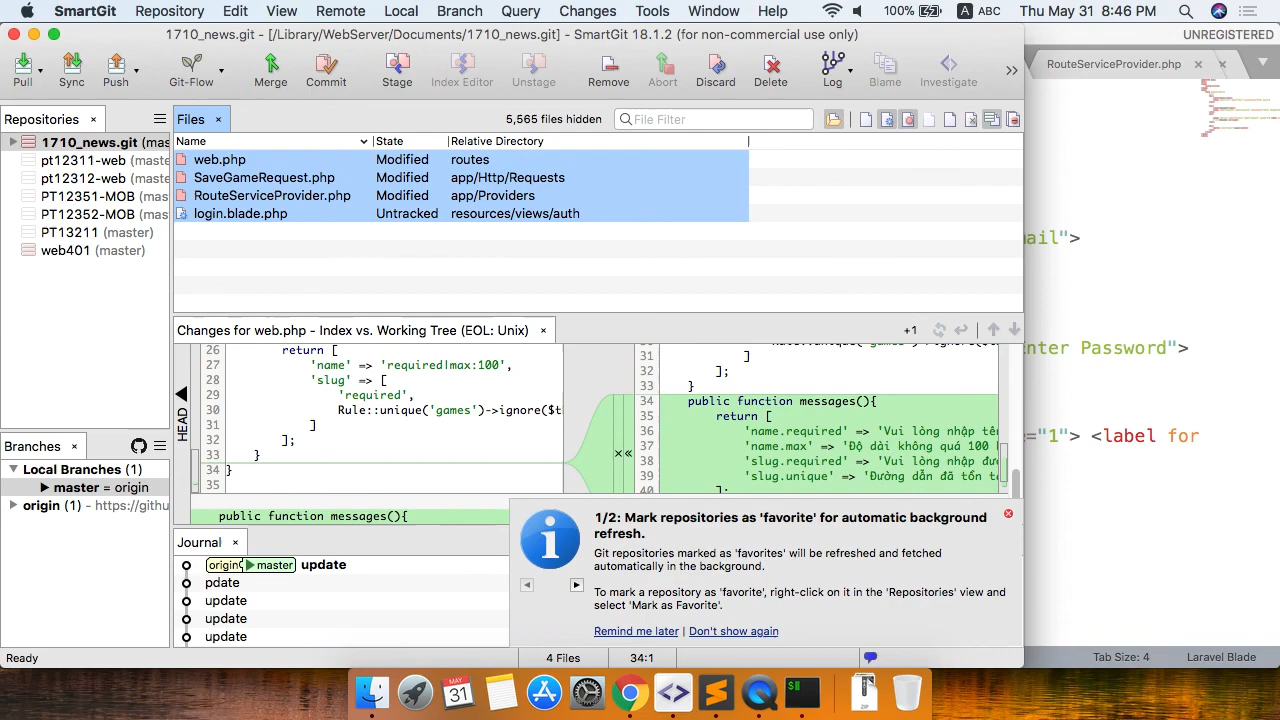 SmartGit Repository Edit View Remote Local Branch Query Changes Tools Window Help 100% A ABC Thu May 31 8:46 PM
1710_news.git - [/Library/WebServer/Documents/1710_news.git] - SmartGit 18.1.2 (for non-commercial use only)
UNREGISTERED
Pull Sync Push Git-Flow Merge Commit Stage Index Editor Unstage Remove Abort Discard Delete Log Blame Investigate
RouteServiceProvider.php
Repositories
Files
File Filter
1710_news.git (mas
pt12311-web (master)
pt12312-web (master)
PT12351-MOB (mas
PT12352-MOB (mas
PT13211 (master)
web401 (master)
Name State Relative Directory
web.php Modified routes
SaveGameRequest.php Modified app/Http/Requests
RouteServiceProvider.php Modified app/Providers
login.blade.php Untracked resources/views/auth
mail">
nter Password">
="1"> <label for
Changes for web.php - Index vs. Working Tree (EOL: Unix)
+1
HEAD
26 return [
27 'name' => 'required|max:100',
28 'slug' => [
29 'required',
30 Rule::unique('games')->ignore($t
31 ]
32 ];
33 }
34 }
35
public function messages(){
31 ]
32 ];
33 }
34 public function messages(){
35 return [
36 'name.required' => 'Vui lòng nhập tên
37 'name.max' => 'Độ dài không quá 100 k
38 'slug.required' => 'Vui lòng nhập đườ
39 'slug.unique' => 'Đường dẫn đã tồn tạ
40 ];
Branches
Local Branches (1)
master = origin
origin (1) - https://githu
Journal
origin master update
pdate
update
update
update
1/2: Mark repositories as 'favorite' for automatic background
refresh.
Git repositories marked as 'favorites' will be refreshed and fetched
automatically in the background.
To mark a repository as 'favorite', right-click on it in the 'Repositories' view and
select 'Mark as Favorite'.
Remind me later | Don't show again
Ready 4 Files 34:1
Tab Size: 4 Laravel Blade
MAY
31
ZIP